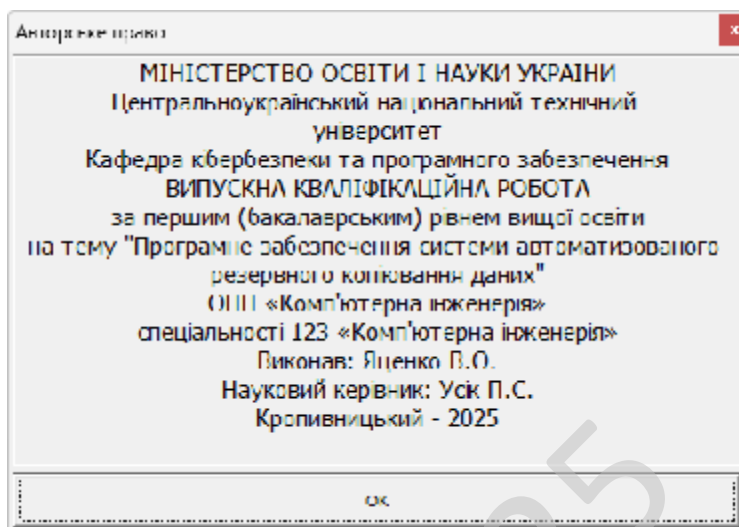 Авторське право
x
МІНІСТЕРСТВО ОСВІТИ І НАУКИ УКРАЇНИ
Центральноукраїнський національний технічний
університет
Кафедра кібербезпеки та програмного забезпечення
ВИПУСКНА КВАЛІФІКАЦІЙНА РОБОТА
за першим (бакалаврським) рівнем вищої освіти
на тему "Програмне забезпечення системи автоматизованого
резервного копіювання даних"
ОПП «Комп'ютерна інженерія»
спеціальності 123 «Комп'ютерна інженерія»
Виконав: Яценко В.О.
Науковий керівник: Усік П.С.
Кропивницький - 2025
ОК